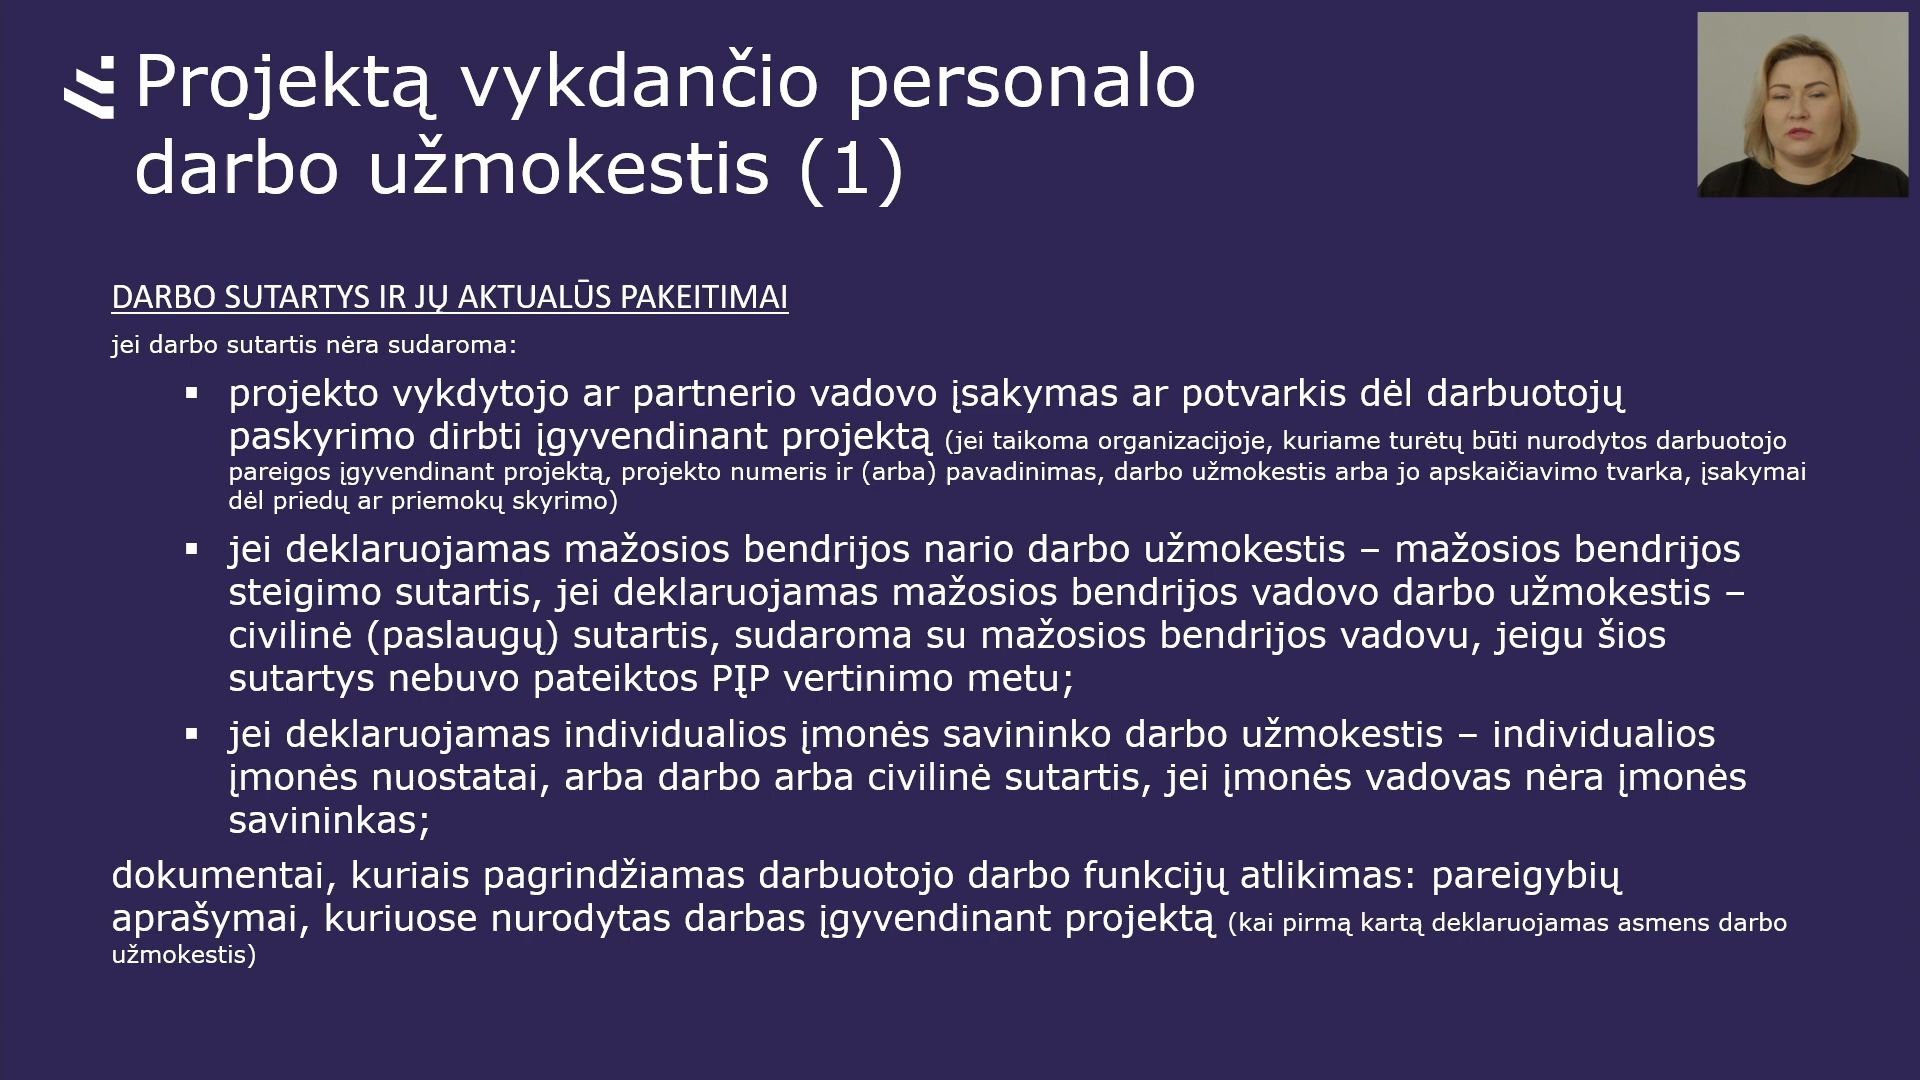 Projektą vykdančio personalo
darbo užmokestis (1)
DARBO SUTARTYS IR JŲ AKTUALŪS PAKEITIMAI
jei darbo sutartis nėra sudaroma:
▪ projekto vykdytojo ar partnerio vadovo įsakymas ar potvarkis dėl darbuotojų
paskyrimo dirbti įgyvendinant projektą (jei taikoma organizacijoje, kuriame turėtų būti nurodytos darbuotojo
pareigos įgyvendinant projektą, projekto numeris ir (arba) pavadinimas, darbo užmokestis arba jo apskaičiavimo tvarka, įsakymai
dėl priedų ar priemokų skyrimo)
▪ jei deklaruojamas mažosios bendrijos nario darbo užmokestis – mažosios bendrijos
steigimo sutartis, jei deklaruojamas mažosios bendrijos vadovo darbo užmokestis –
civilinė (paslaugų) sutartis, sudaroma su mažosios bendrijos vadovu, jeigu šios
sutartys nebuvo pateiktos PĮP vertinimo metu;
▪ jei deklaruojamas individualios įmonės savininko darbo užmokestis – individualios
įmonės nuostatai, arba darbo arba civilinė sutartis, jei įmonės vadovas nėra įmonės
savininkas;
dokumentai, kuriais pagrindžiamas darbuotojo darbo funkcijų atlikimas: pareigybių
aprašymai, kuriuose nurodytas darbas įgyvendinant projektą (kai pirmą kartą deklaruojamas asmens darbo
užmokestis)